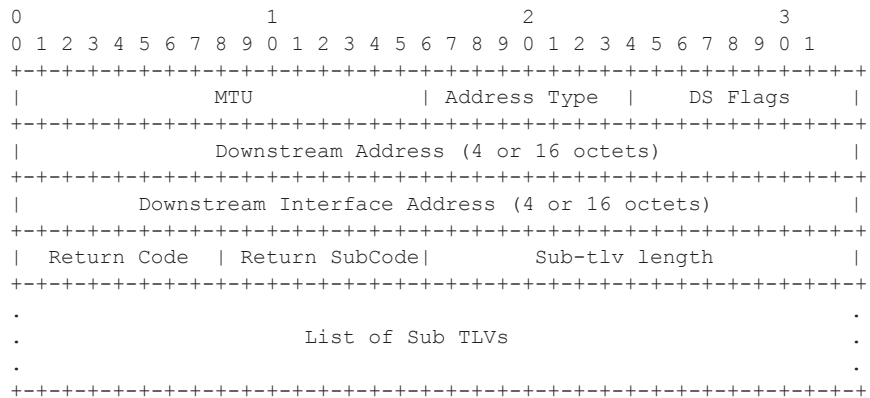 0                   1                   2                   3
0 1 2 3 4 5 6 7 8 9 0 1 2 3 4 5 6 7 8 9 0 1 2 3 4 5 6 7 8 9 0 1
+-+-+-+-+-+-+-+-+-+-+-+-+-+-+-+-+-+-+-+-+-+-+-+-+-+-+-+-+-+-+-+-+
|               MTU             | Address Type  |    DS Flags   |
+-+-+-+-+-+-+-+-+-+-+-+-+-+-+-+-+-+-+-+-+-+-+-+-+-+-+-+-+-+-+-+-+
|               Downstream Address (4 or 16 octets)             |
+-+-+-+-+-+-+-+-+-+-+-+-+-+-+-+-+-+-+-+-+-+-+-+-+-+-+-+-+-+-+-+-+
|         Downstream Interface Address (4 or 16 octets)         |
+-+-+-+-+-+-+-+-+-+-+-+-+-+-+-+-+-+-+-+-+-+-+-+-+-+-+-+-+-+-+-+-+
|  Return Code  | Return SubCode|        Sub-tlv length         |
+-+-+-+-+-+-+-+-+-+-+-+-+-+-+-+-+-+-+-+-+-+-+-+-+-+-+-+-+-+-+-+-+
.                                                               .
.                     List of Sub TLVs                          .
.                                                               .
+-+-+-+-+-+-+-+-+-+-+-+-+-+-+-+-+-+-+-+-+-+-+-+-+-+-+-+-+-+-+-+-+